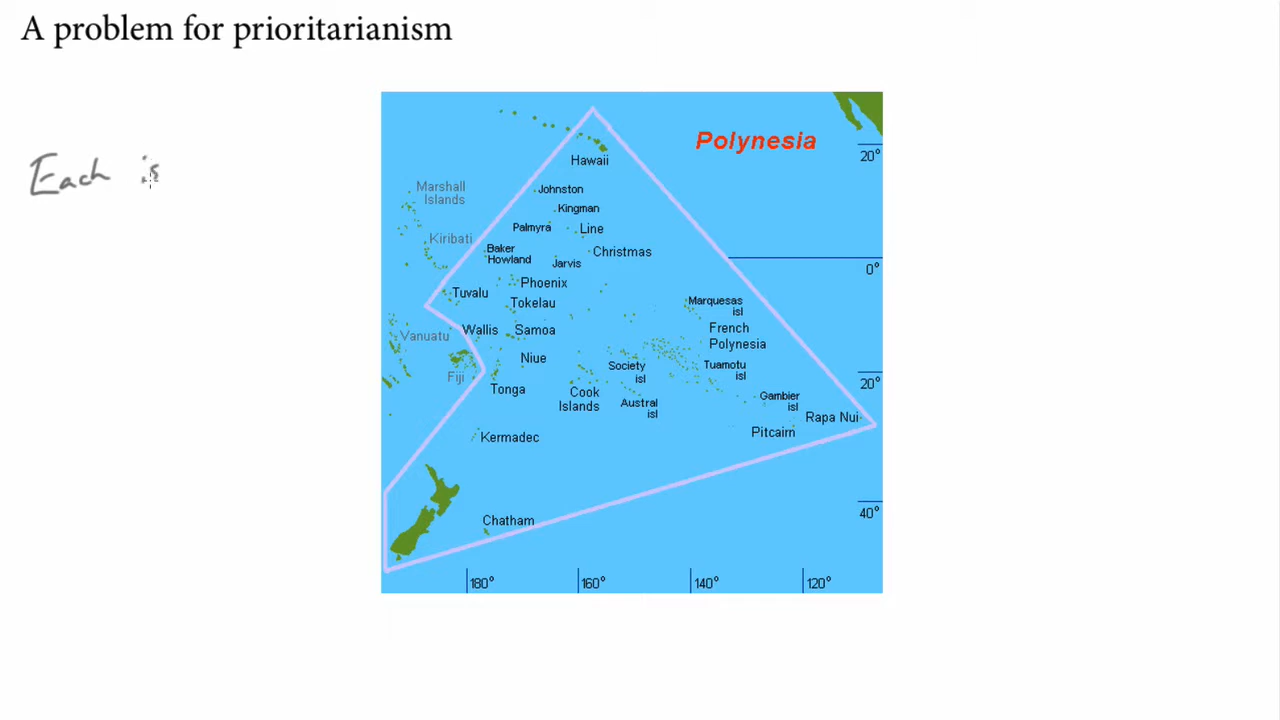 A problem for prioritarianism
Each is
Polynesia
20°
Hawaii
Marshall
Islands
Johnston
Kingman
Palmyra
Line
Kiribati
Baker
Howland
Christmas
Jarvis
0°
Phoenix
Tuvalu
Tokelau
Marquesas
isl
Vanuatu
Wallis
Samoa
French
Polynesia
Niue
Society
isl
Tuamotu
isl
Fiji
20°
Tonga
Cook
Islands
Austral
isl
Gambier
isl
Rapa Nui
Pitcairn
Kermadec
40°
Chatham
180°
160°
140°
120°